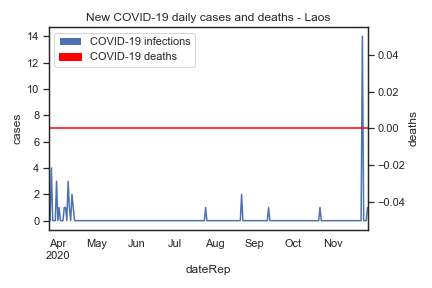 New COVID-19 daily cases and deaths - Laos
COVID-19 infections
COVID-19 deaths
14
12
10
8
6
4
2
0
cases
0.04
0.02
0.00
−0.02
−0.04
deaths
Apr May Jun Jul Aug Sep Oct Nov
2020
dateRep